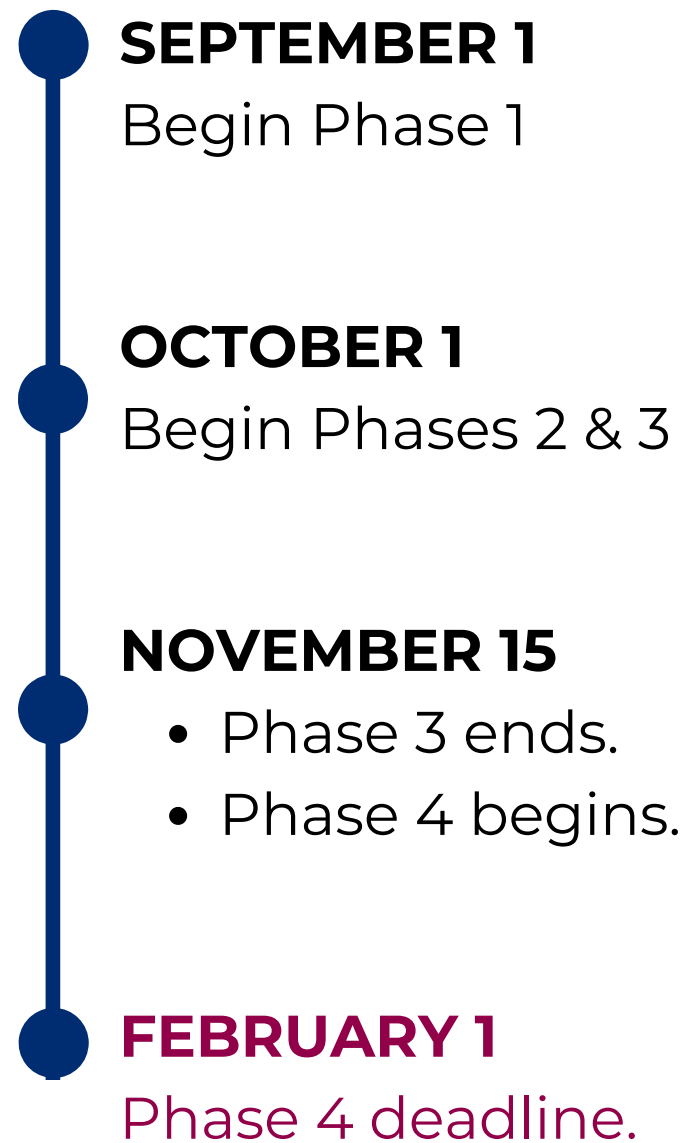 SEPTEMBER 1
Begin Phase 1
OCTOBER 1
Begin Phases 2 & 3
NOVEMBER 15
• Phase 3 ends.
• Phase 4 begins.
FEBRUARY 1
Phase 4 deadline.